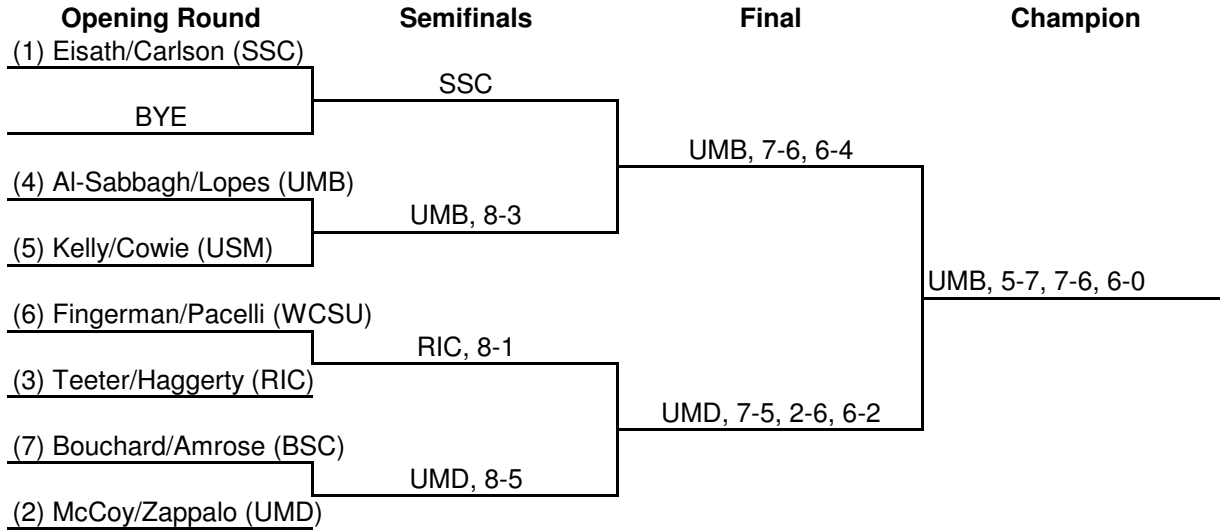 Opening Round Semifinals Final Champion
(1) Eisath/Carlson (SSC)
SSC
BYE
UMB, 7-6, 6-4
(4) Al-Sabbagh/Lopes (UMB)
UMB, 8-3
(5) Kelly/Cowie (USM)
UMB, 5-7, 7-6, 6-0
(6) Fingerman/Pacelli (WCSU)
RIC, 8-1
(3) Teeter/Haggerty (RIC)
UMD, 7-5, 2-6, 6-2
(7) Bouchard/Amrose (BSC)
UMD, 8-5
(2) McCoy/Zappalo (UMD)